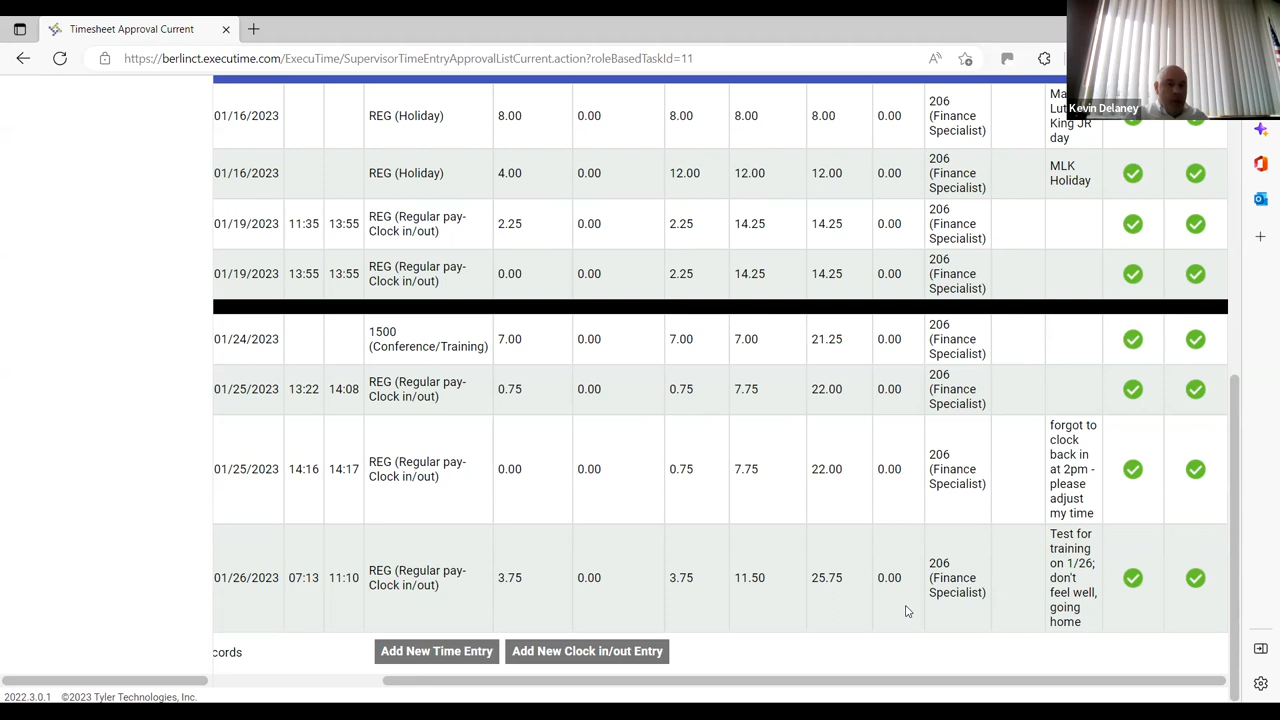 Timesheet Approval Current
https://berlinct.executime.com/ExecuTime/SupervisorTimeEntryApprovalListCurrent.action?roleBasedTaskId=11
Kevin Delaney
01/16/2023 REG (Holiday) 8.00 0.00 8.00 8.00 8.00 0.00 206 (Finance Specialist)
Lut
King JR
day
01/16/2023 REG (Holiday) 4.00 0.00 12.00 12.00 12.00 0.00 206 (Finance Specialist) MLK Holiday
01/19/2023 11:35 13:55 REG (Regular pay-Clock in/out) 2.25 0.00 2.25 14.25 14.25 0.00 206 (Finance Specialist)
01/19/2023 13:55 13:55 REG (Regular pay-Clock in/out) 0.00 0.00 2.25 14.25 14.25 0.00 206 (Finance Specialist)
01/24/2023 1500 (Conference/Training) 7.00 0.00 7.00 7.00 21.25 0.00 206 (Finance Specialist)
01/25/2023 13:22 14:08 REG (Regular pay-Clock in/out) 0.75 0.00 0.75 7.75 22.00 0.00 206 (Finance Specialist)
01/25/2023 14:16 14:17 REG (Regular pay-Clock in/out) 0.00 0.00 0.75 7.75 22.00 0.00 206 (Finance Specialist) forgot to clock back in at 2pm - please adjust my time
01/26/2023 07:13 11:10 REG (Regular pay-Clock in/out) 3.75 0.00 3.75 11.50 25.75 0.00 206 (Finance Specialist) Test for training on 1/26; don't feel well, going home
cords Add New Time Entry Add New Clock in/out Entry
2022.3.0.1 ©2023 Tyler Technologies, Inc.